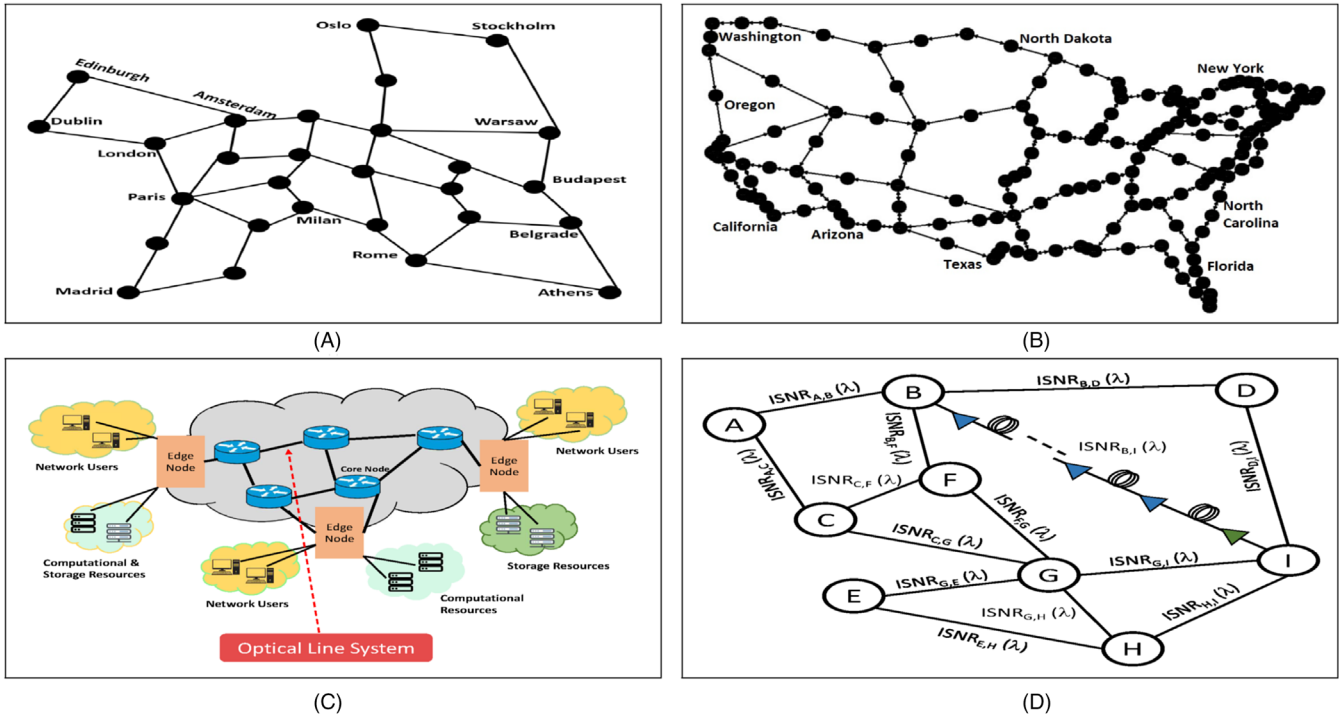 Oslo
Stockholm
Edinburgh
Amsterdam
Dublin
Warsaw
London
Paris
Budapest
Milan
Belgrade
Rome
Madrid
Athens
(A)
Washington
North Dakota
New York
Oregon
California
Arizona
North
Carolina
Texas
Florida
(B)
Network Users
Edge
Node
Core Node
Edge
Node
Network Users
Computational &
Storage Resources
Edge
Node
Storage Resources
Network Users
Computational
Resources
Optical Line System
(C)
A
B
D
ISNR_A,B (λ)
ISNR_B,D (λ)
ISNR_A,C (λ)
ISNR_B,F (λ)
ISNR_B,I (λ)
ISNR_D,I (λ)
ISNR_C,F (λ)
F
C
ISNR_F,G (λ)
ISNR_C,G (λ)
ISNR_G,I (λ)
I
G
ISNR_G,E (λ)
E
ISNR_G,H (λ)
ISNR_H,I (λ)
ISNR_E,H (λ)
H
(D)